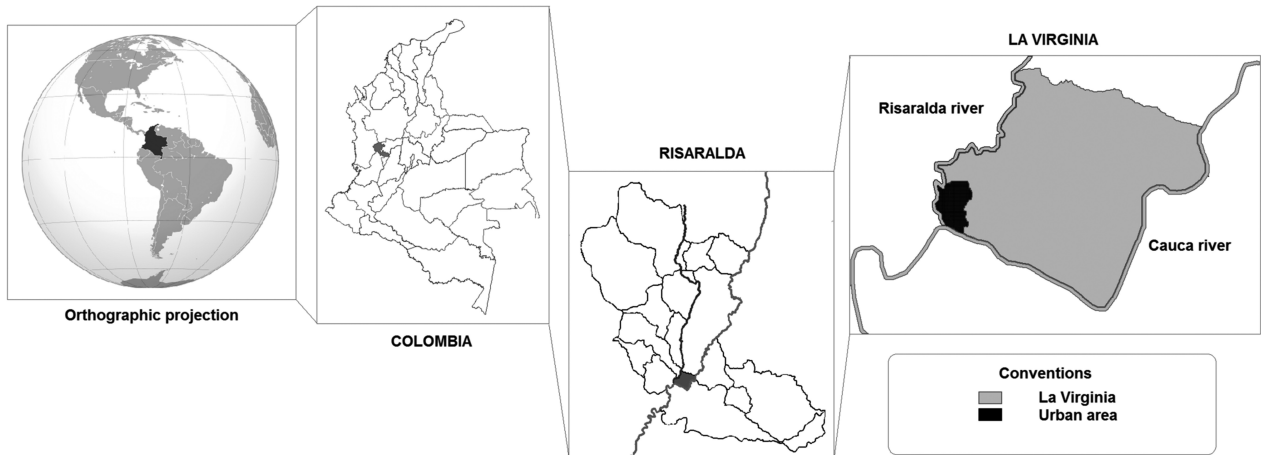 Orthographic projection
COLOMBIA
RISARALDA
LA VIRGINIA
Risaralda river
Cauca river
Conventions
La Virginia
Urban area